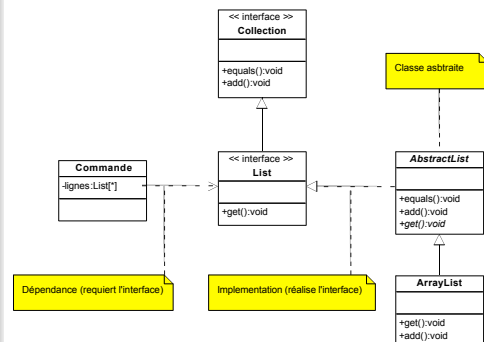 << interface >>
Collection
+equals():void
+add():void
Classe asbtraite
<< interface >>
List
+get():void
Commande
-lignes:List[*]
AbstractList
+equals():void
+add():void
+get():void
Dépendance (requiert l'interface)
Implementation (réalise l'interface)
ArrayList
+get():void
+add():void